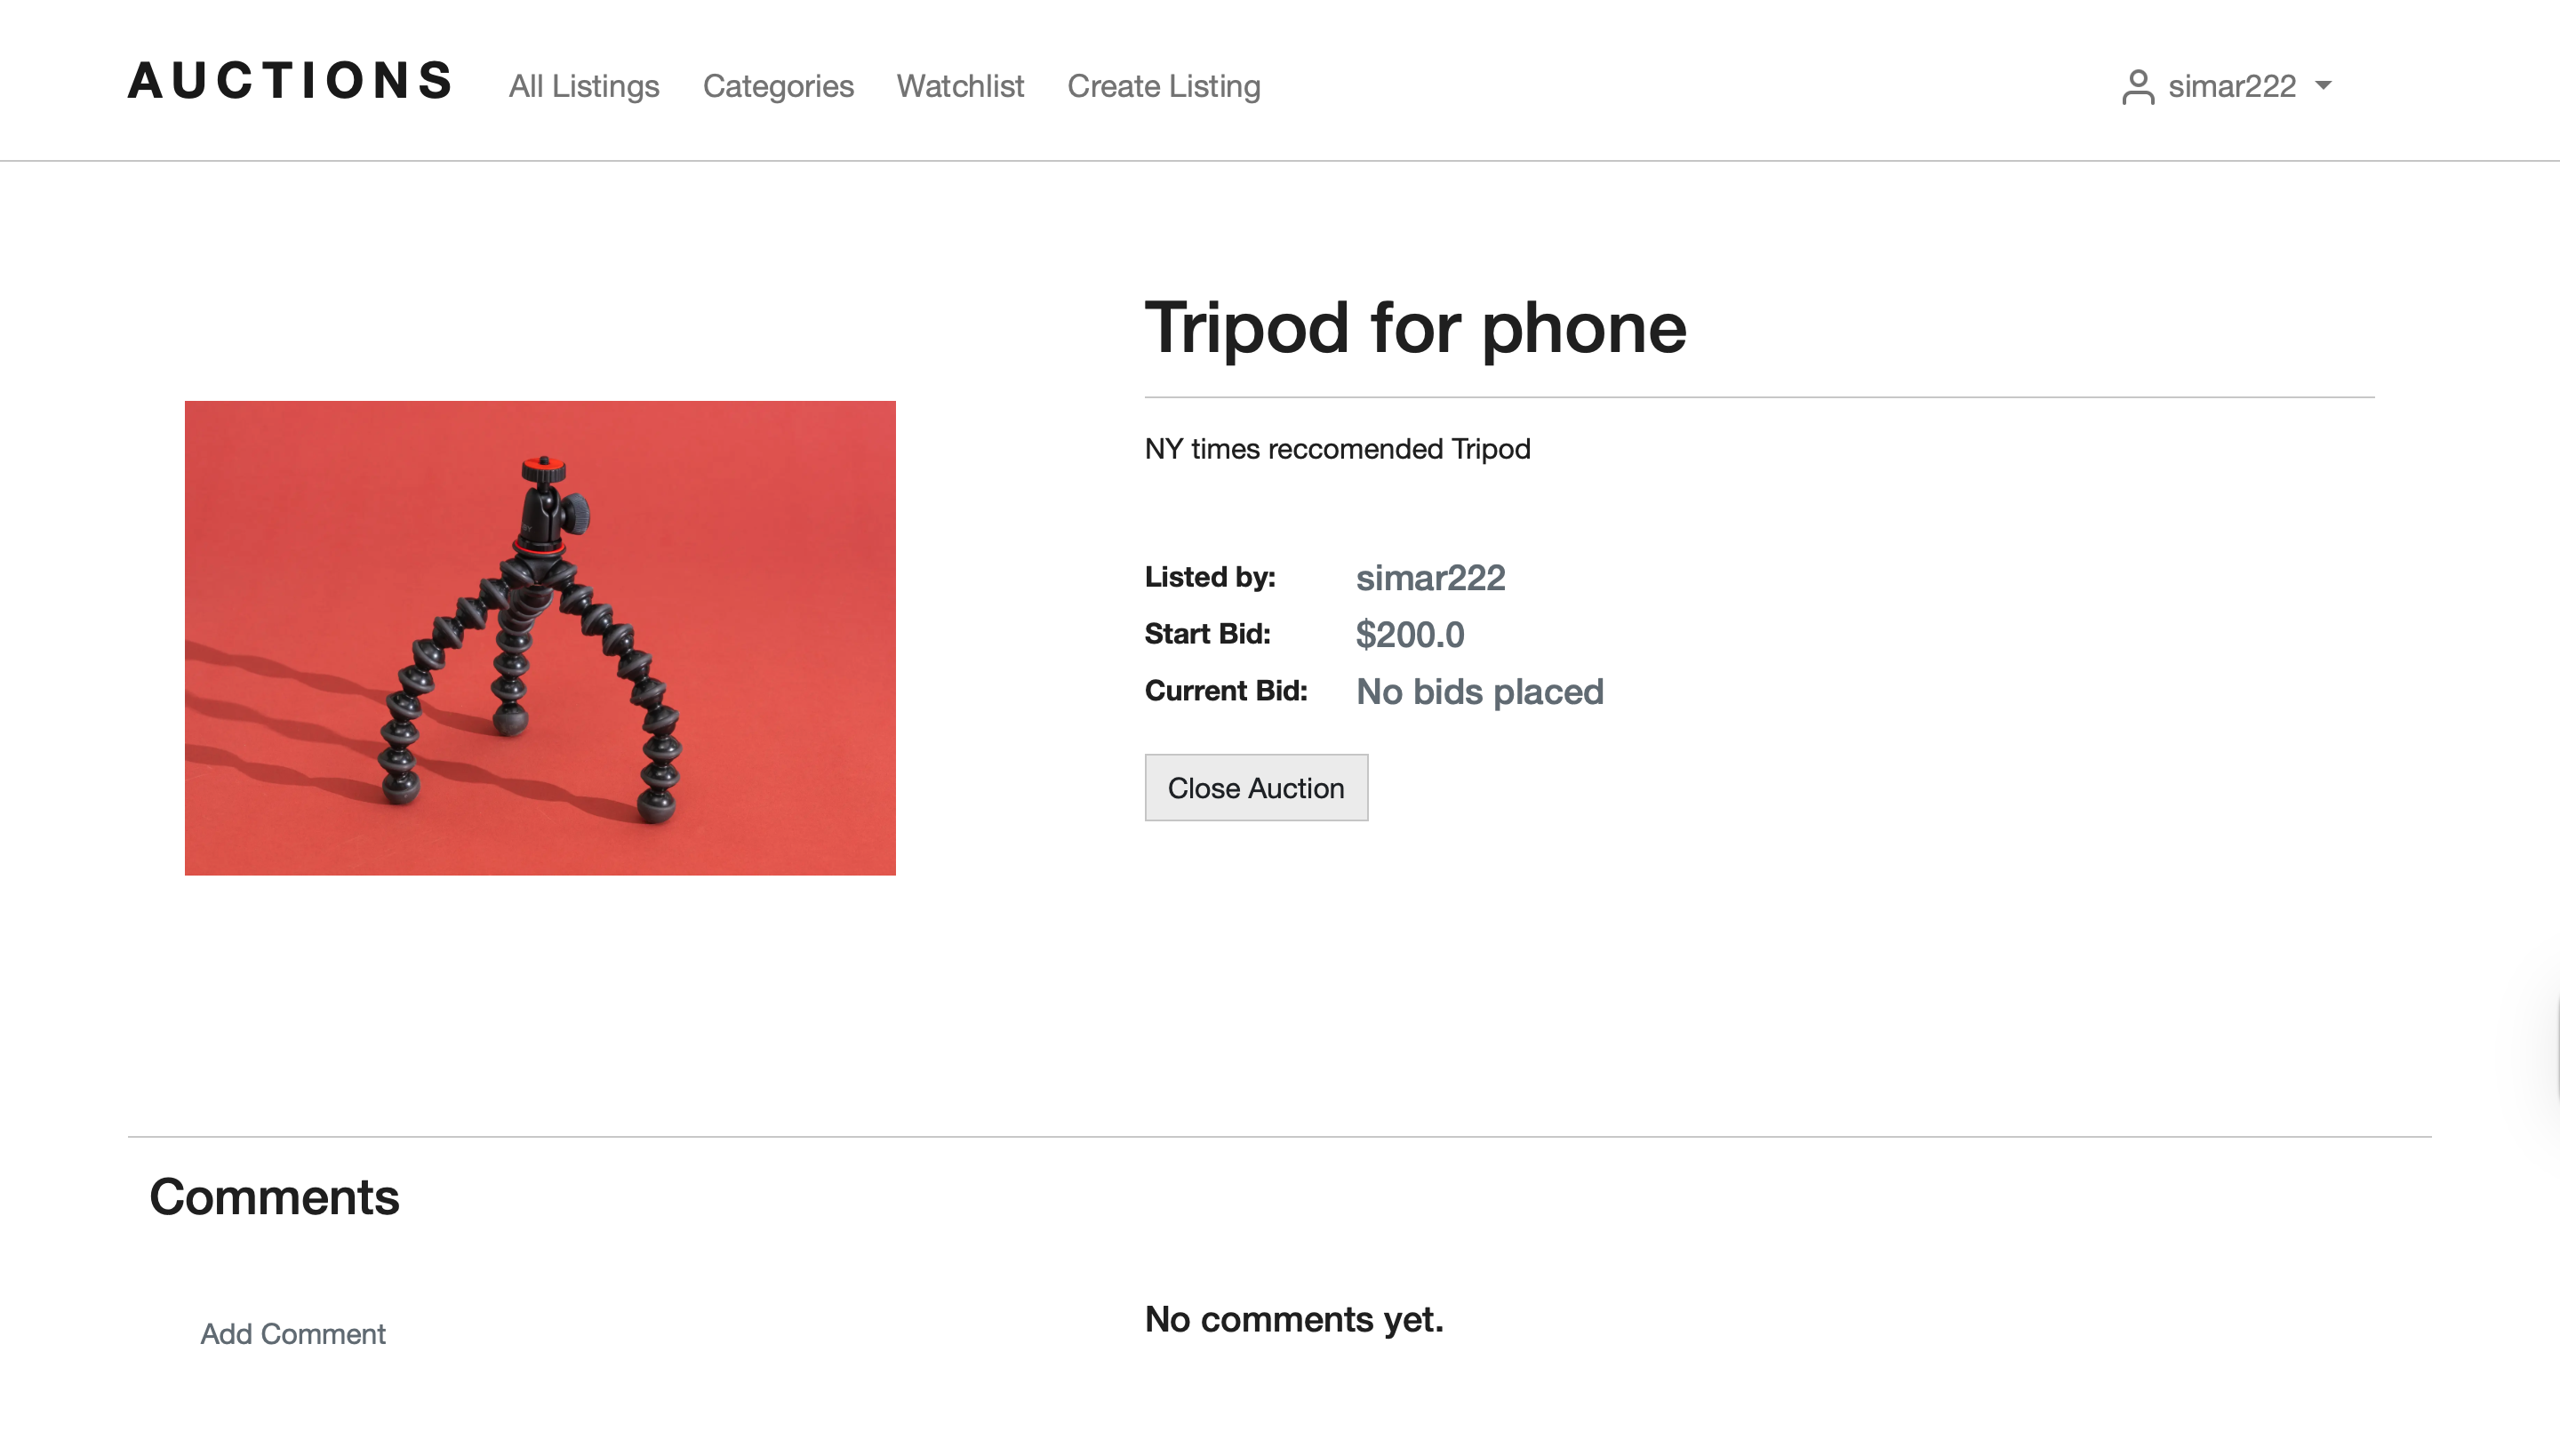 AUCTIONS All Listings Categories Watchlist Create Listing simar222
Tripod for phone
NY times reccomended Tripod
Listed by: simar222
Start Bid: $200.0
Current Bid: No bids placed
Close Auction
Comments
Add Comment
No comments yet.